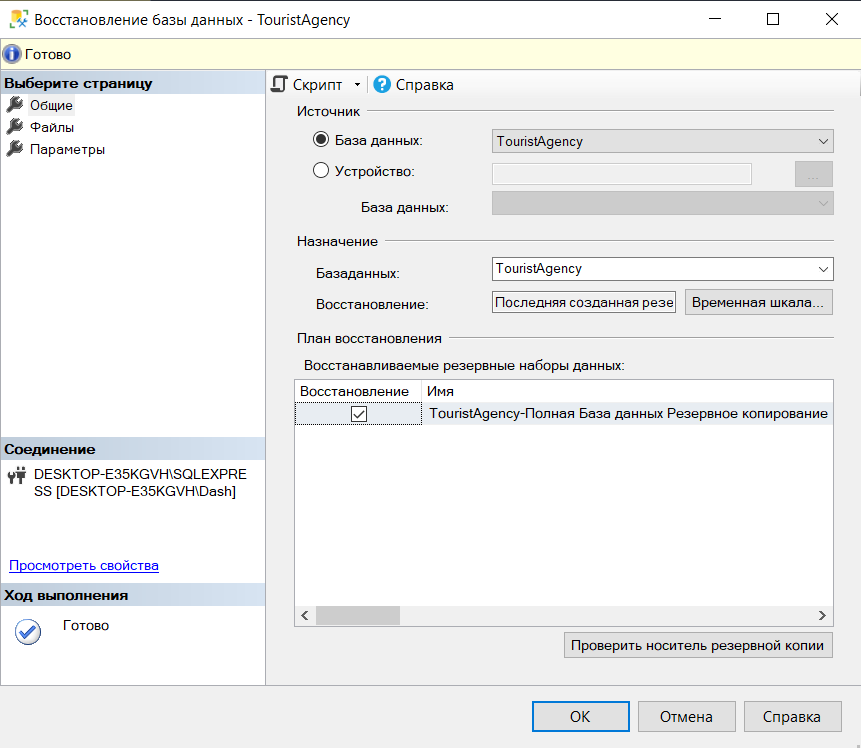 Восстановление базы данных - TouristAgency
Готово
Выберите страницу
Общие
Файлы
Параметры
Соединение
DESKTOP-E35KGVH\SQLEXPRE
SS [DESKTOP-E35KGVH\Dash]
Просмотреть свойства
Ход выполнения
Готово
Скрипт
Справка
Источник
База данных:
TouristAgency
Устройство:
...
База данных:
Назначение
Базаданных:
TouristAgency
Восстановление:
Последняя созданная резе
Временная шкала...
План восстановления
Восстанавливаемые резервные наборы данных:
Восстановление Имя
TouristAgency-Полная База данных Резервное копирование
Проверить носитель резервной копии
OK
Отмена
Справка